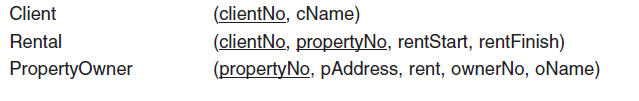 Client (clientNo, cName)
Rental (clientNo, propertyNo, rentStart, rentFinish)
PropertyOwner (propertyNo, pAddress, rent, ownerNo, oName)